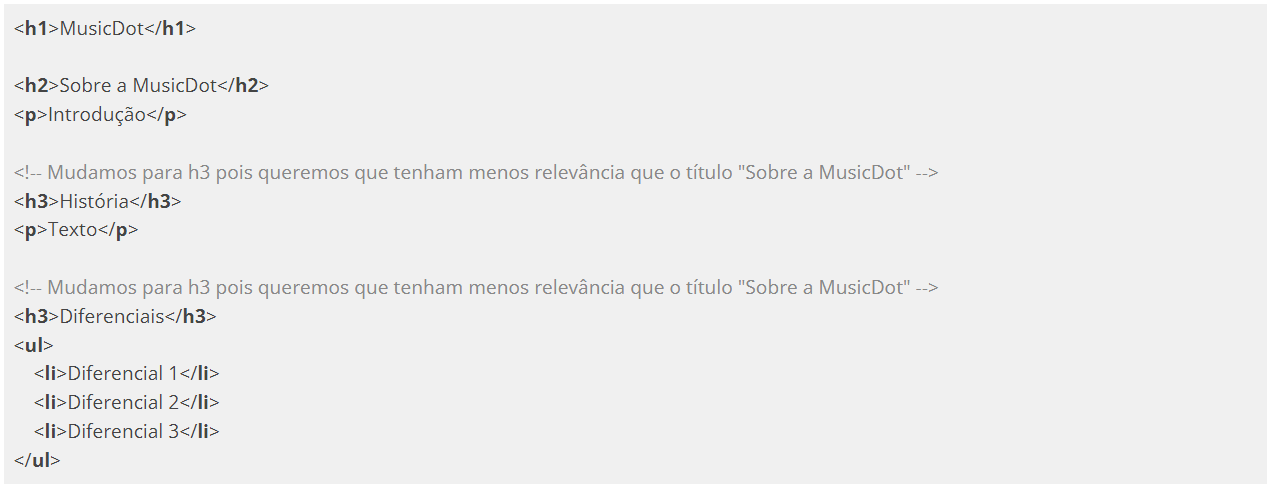 <h1>MusicDot</h1>
<h2>Sobre a MusicDot</h2>
<p>Introdução</p>
<!-- Mudamos para h3 pois queremos que tenham menos relevância que o título "Sobre a MusicDot" -->
<h3>História</h3>
<p>Texto</p>
<!-- Mudamos para h3 pois queremos que tenham menos relevância que o título "Sobre a MusicDot" -->
<h3>Diferenciais</h3>
<ul>
<li>Diferencial 1</li>
<li>Diferencial 2</li>
<li>Diferencial 3</li>
</ul>